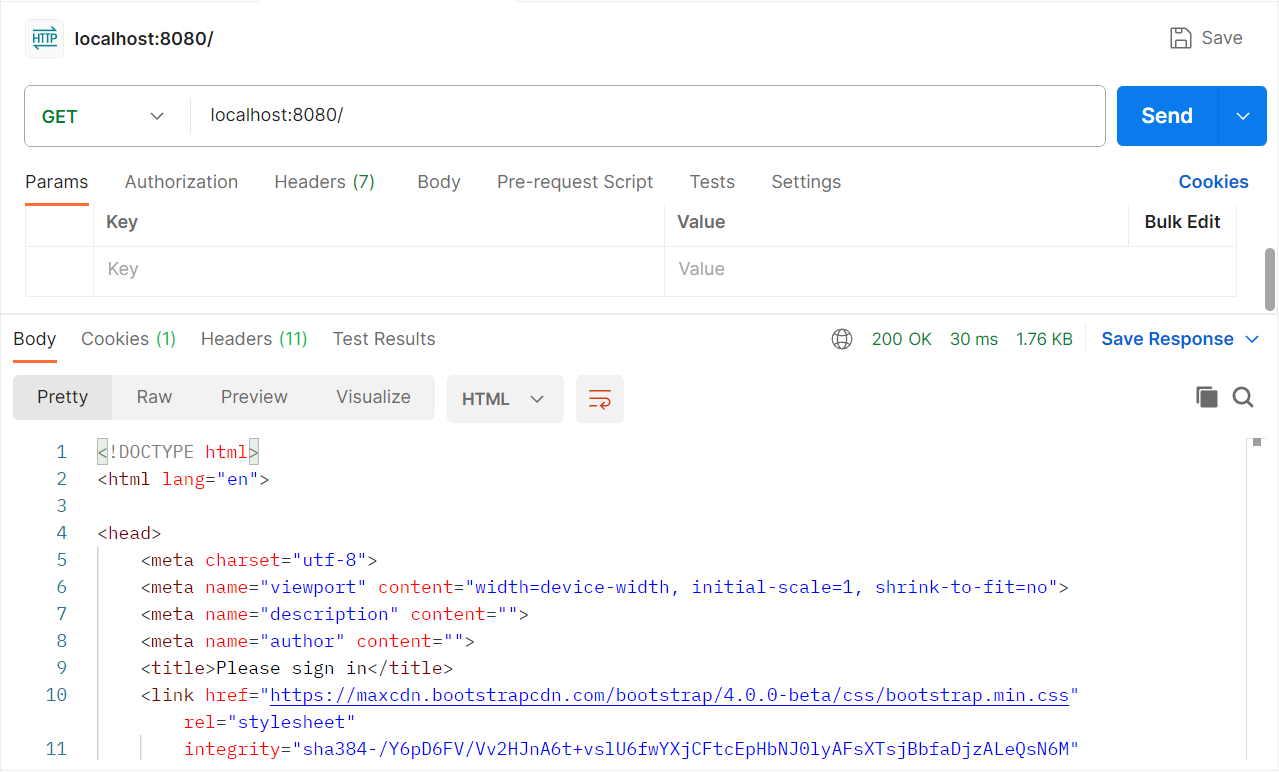 HTTP localhost:8080/ Save
GET localhost:8080/ Send
Params Authorization Headers (7) Body Pre-request Script Tests Settings Cookies
Key Value Bulk Edit
Key Value
Body Cookies (1) Headers (11) Test Results 200 OK 30 ms 1.76 KB Save Response
Pretty Raw Preview Visualize HTML
1 <!DOCTYPE html>
2 <html lang="en">
3
4 <head>
5 <meta charset="utf-8">
6 <meta name="viewport" content="width=device-width, initial-scale=1, shrink-to-fit=no">
7 <meta name="description" content="">
8 <meta name="author" content="">
9 <title>Please sign in</title>
10 <link href="https://maxcdn.bootstrapcdn.com/bootstrap/4.0.0-beta/css/bootstrap.min.css"
rel="stylesheet"
11 integrity="sha384-/Y6pD6FV/Vv2HJnA6t+vslU6fwYXjCFtcEpHbNJ0lyAFsXTsjBbfaDjzALeQsN6M"